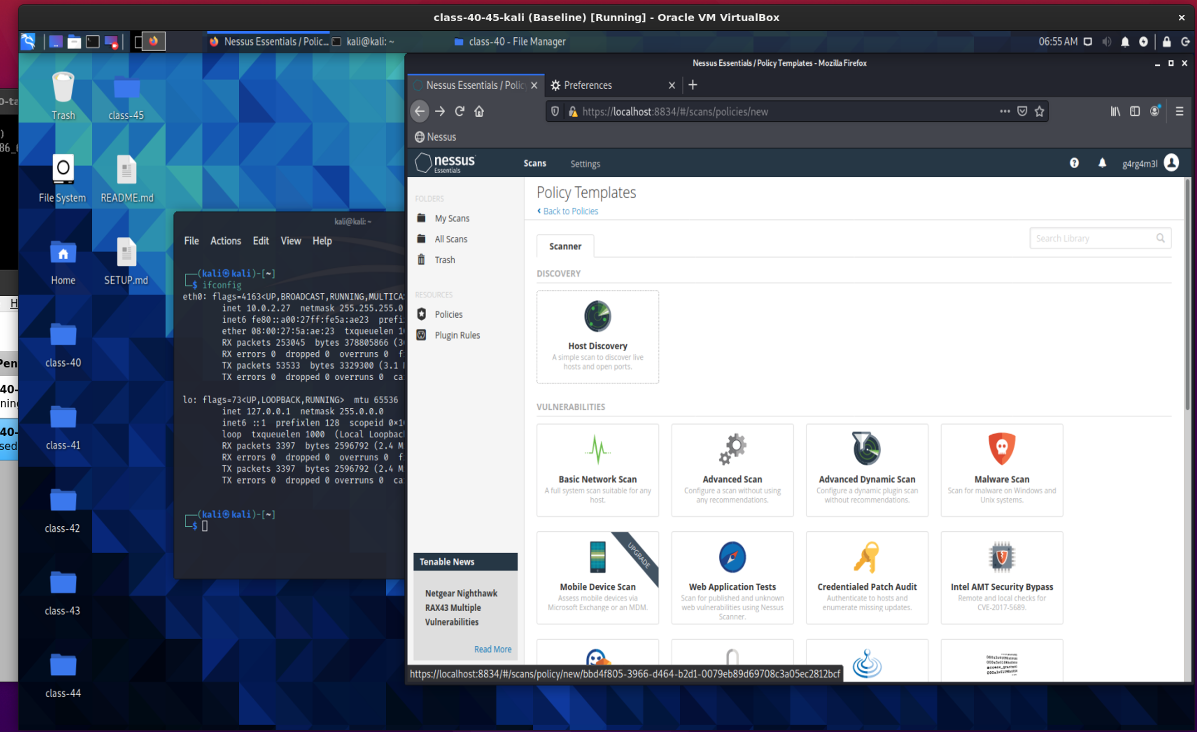 class-40-45-kali (Baseline) [Running] - Oracle VM VirtualBox
Nessus Essentials / Polic...
kali@kali: ~
class-40 - File Manager
06:55 AM
Trash
class-45
File System
README.md
Home
SETUP.md
class-40
class-41
class-42
class-43
class-44
kali@kali: ~
File Actions Edit View Help
(kali㉿kali)-[~]
$ ifconfig
eth0: flags=4163<UP,BROADCAST,RUNNING,MULTICA
inet 10.0.2.27 netmask 255.255.255.0
inet6 fe80::a00:27ff:fe5a:ae23 prefi
ether 08:00:27:5a:ae:23 txqueuelen 1
RX packets 253045 bytes 378805866 (3
RX errors 0 dropped 0 overruns 0 f
TX packets 53533 bytes 3329300 (3.1
TX errors 0 dropped 0 overruns 0 ca
lo: flags=73<UP,LOOPBACK,RUNNING> mtu 65536
inet 127.0.0.1 netmask 255.0.0.0
inet6 ::1 prefixlen 128 scopeid 0×1
loop txqueuelen 1000 (Local Loopbac
RX packets 3397 bytes 2596792 (2.4 M
RX errors 0 dropped 0 overruns 0 f
TX packets 3397 bytes 2596792 (2.4 M
TX errors 0 dropped 0 overruns 0 ca
(kali㉿kali)-[~]
$
Nessus Essentials / Policy Templates - Mozilla Firefox
Nessus Essentials / Polic
Preferences
https://localhost:8834/#/scans/policies/new
Nessus
nessus
Essentials
Scans
Settings
g4rg4m3l
FOLDERS
My Scans
All Scans
Trash
RESOURCES
Policies
Plugin Rules
Tenable News
Netgear Nighthawk
RAX43 Multiple
Vulnerabilities
Read More
Policy Templates
Back to Policies
Scanner
Search Library
DISCOVERY
Host Discovery
A simple scan to discover live
hosts and open ports.
VULNERABILITIES
Basic Network Scan
A full system scan suitable for any
host.
Advanced Scan
Configure a scan without using
any recommendations.
Advanced Dynamic Scan
Configure a dynamic plugin scan
without recommendations.
Malware Scan
Scan for malware on Windows and
Unix systems.
UPGRADE
Mobile Device Scan
Assess mobile devices via
Microsoft Exchange or an MDM.
Web Application Tests
Scan for published and unknown
web vulnerabilities using Nessus
Scanner.
Credentialed Patch Audit
Authenticate to hosts and
enumerate missing updates.
Intel AMT Security Bypass
Remote and local checks for
CVE-2017-5689.
https://localhost:8834/#/scans/policy/new/bbd4f805-3966-d464-b2d1-0079eb89d69708c3a05ec2812bcf